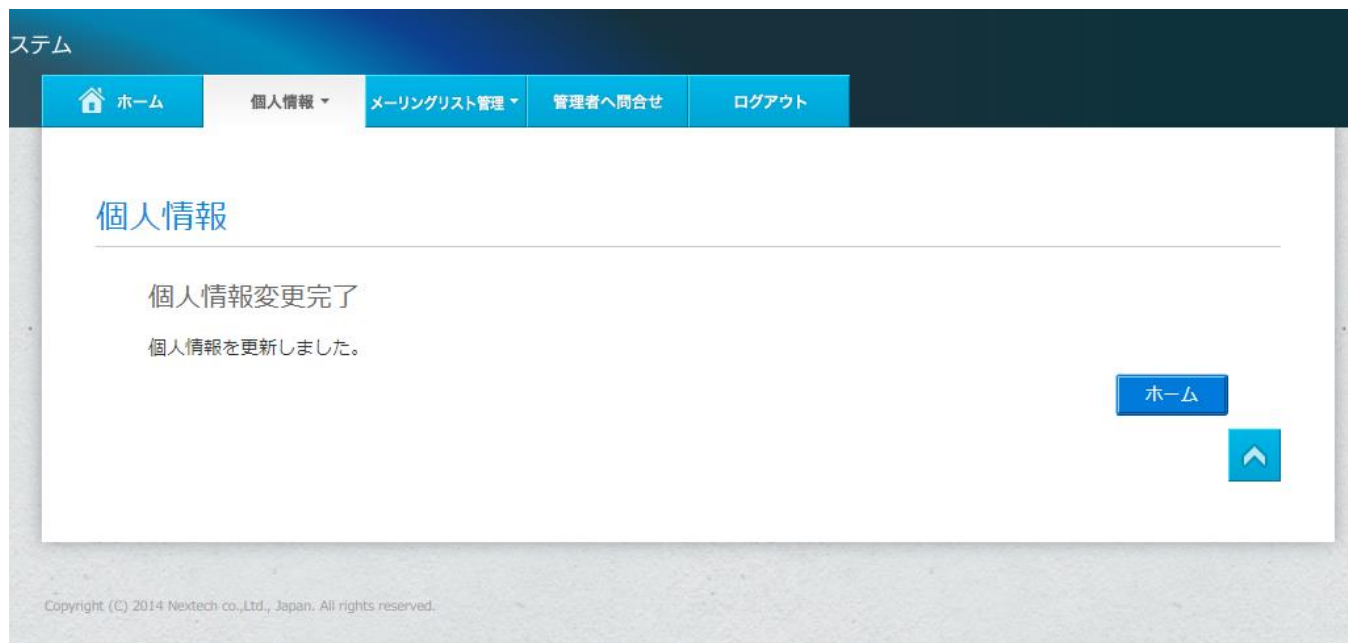 ステム
ホーム 個人情報 メーリングリスト管理 管理者へ問合せ ログアウト
個人情報
個人情報変更完了
個人情報を更新しました。
ホーム
Copyright (C) 2014 Nextech co.,Ltd., Japan. All rights reserved.